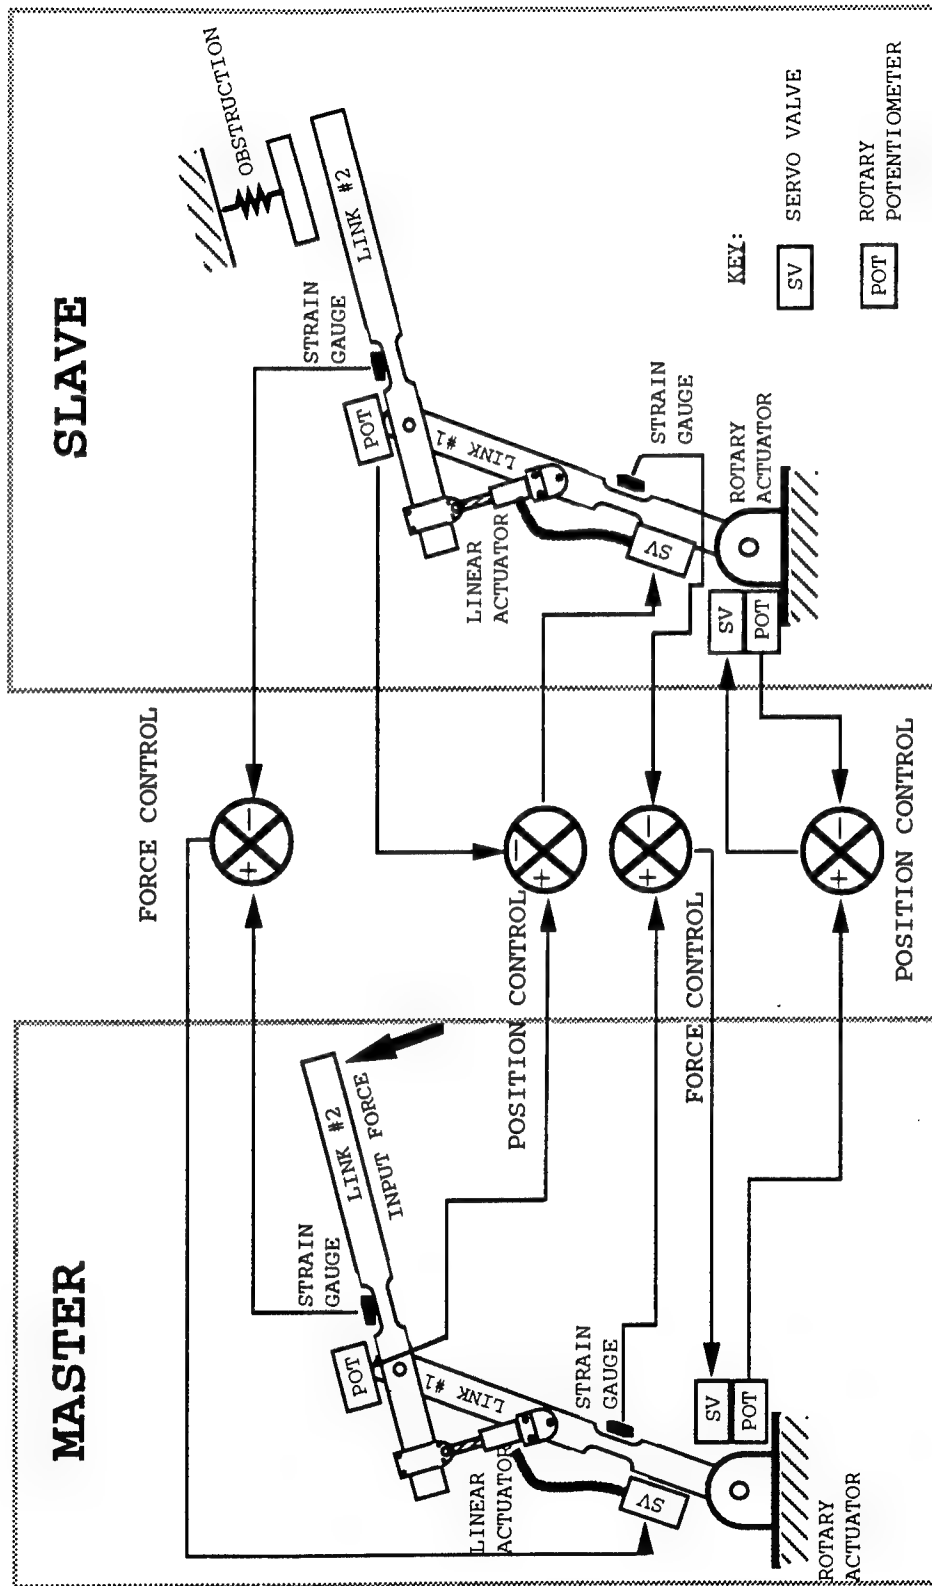 MASTER
SLAVE
FORCE CONTROL
OBSTRUCTION
STRAIN
GAUGE
POT
LINK #2
INPUT FORCE
LINK #1
LINEAR
ACTUATOR
SV
STRAIN
GAUGE
SV
POT
ROTARY
ACTUATOR
+
−
POSITION CONTROL
+
−
FORCE CONTROL
+
−
POSITION CONTROL
+
−
STRAIN
GAUGE
POT
LINK #2
LINK #1
LINEAR
ACTUATOR
SV
STRAIN
GAUGE
SV
POT
ROTARY
ACTUATOR
KEY:
SV
SERVO VALVE
POT
ROTARY
POTENTIOMETER